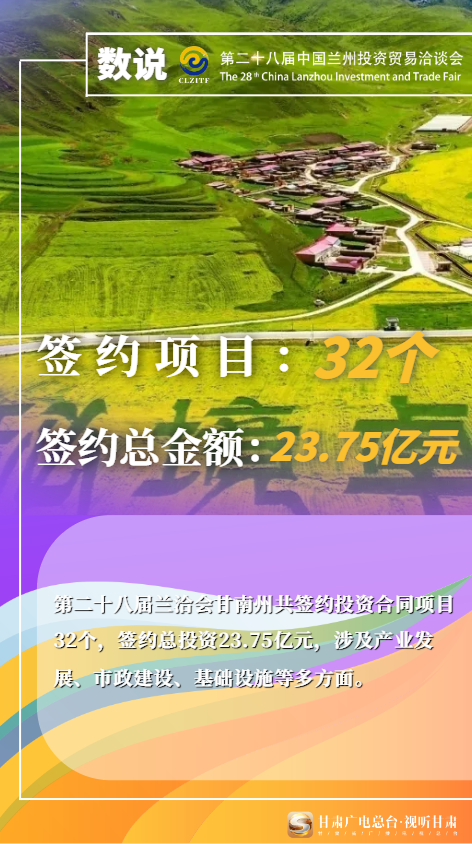 数说
CLZITF
第二十八届中国兰州投资贸易洽谈会
The 28th China Lanzhou Investment and Trade Fair
签约项目：32个
签约总金额：23.75亿元
第二十八届兰洽会甘南州共签约投资合同项目
32个，签约总投资23.75亿元，涉及产业发
展、市政建设、基础设施等多方面。
甘肃广电总台·视听甘肃